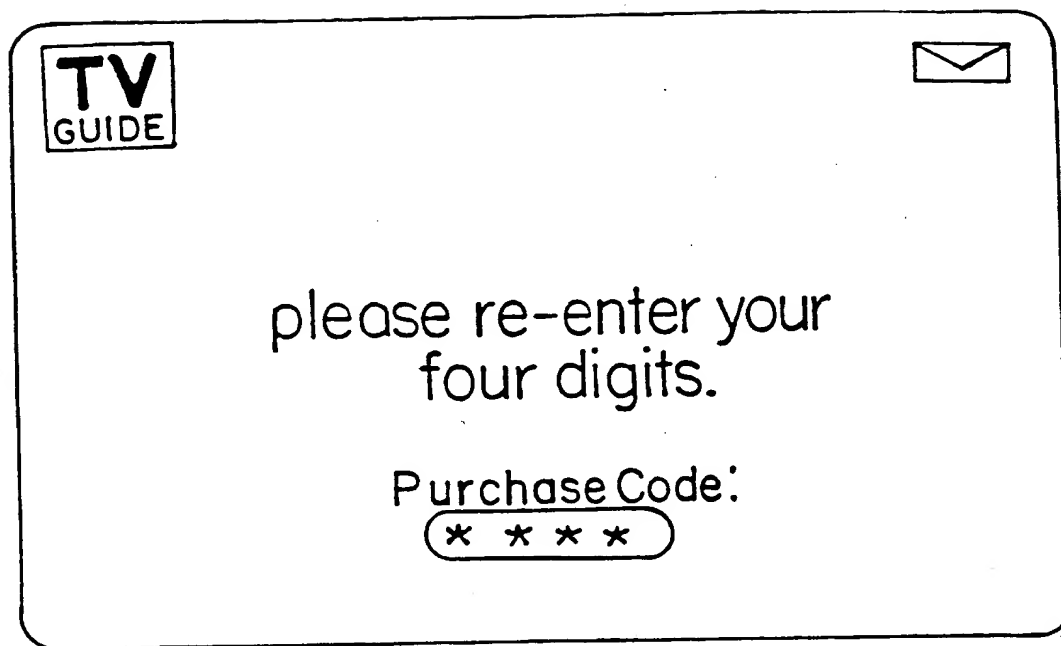 TV
GUIDE
please re-enter your
four digits.
Purchase Code:
* * * *